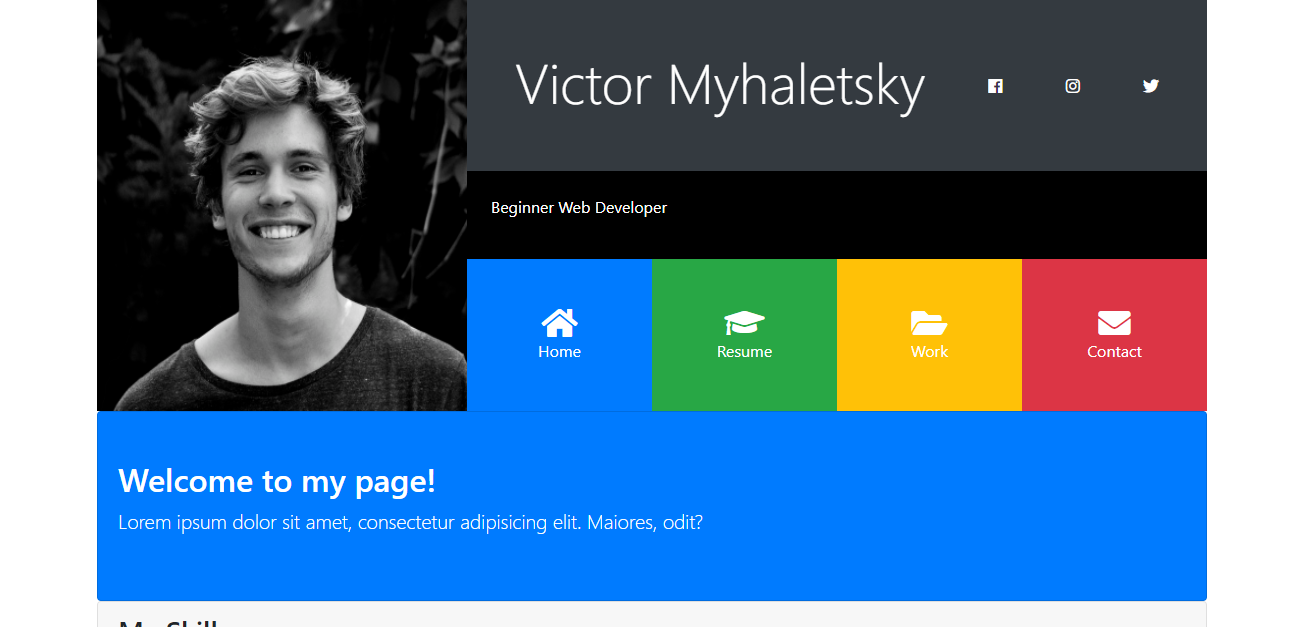 Victor Myhaletsky
Beginner Web Developer
Home
Resume
Work
Contact
Welcome to my page!
Lorem ipsum dolor sit amet, consectetur adipisicing elit. Maiores, odit?